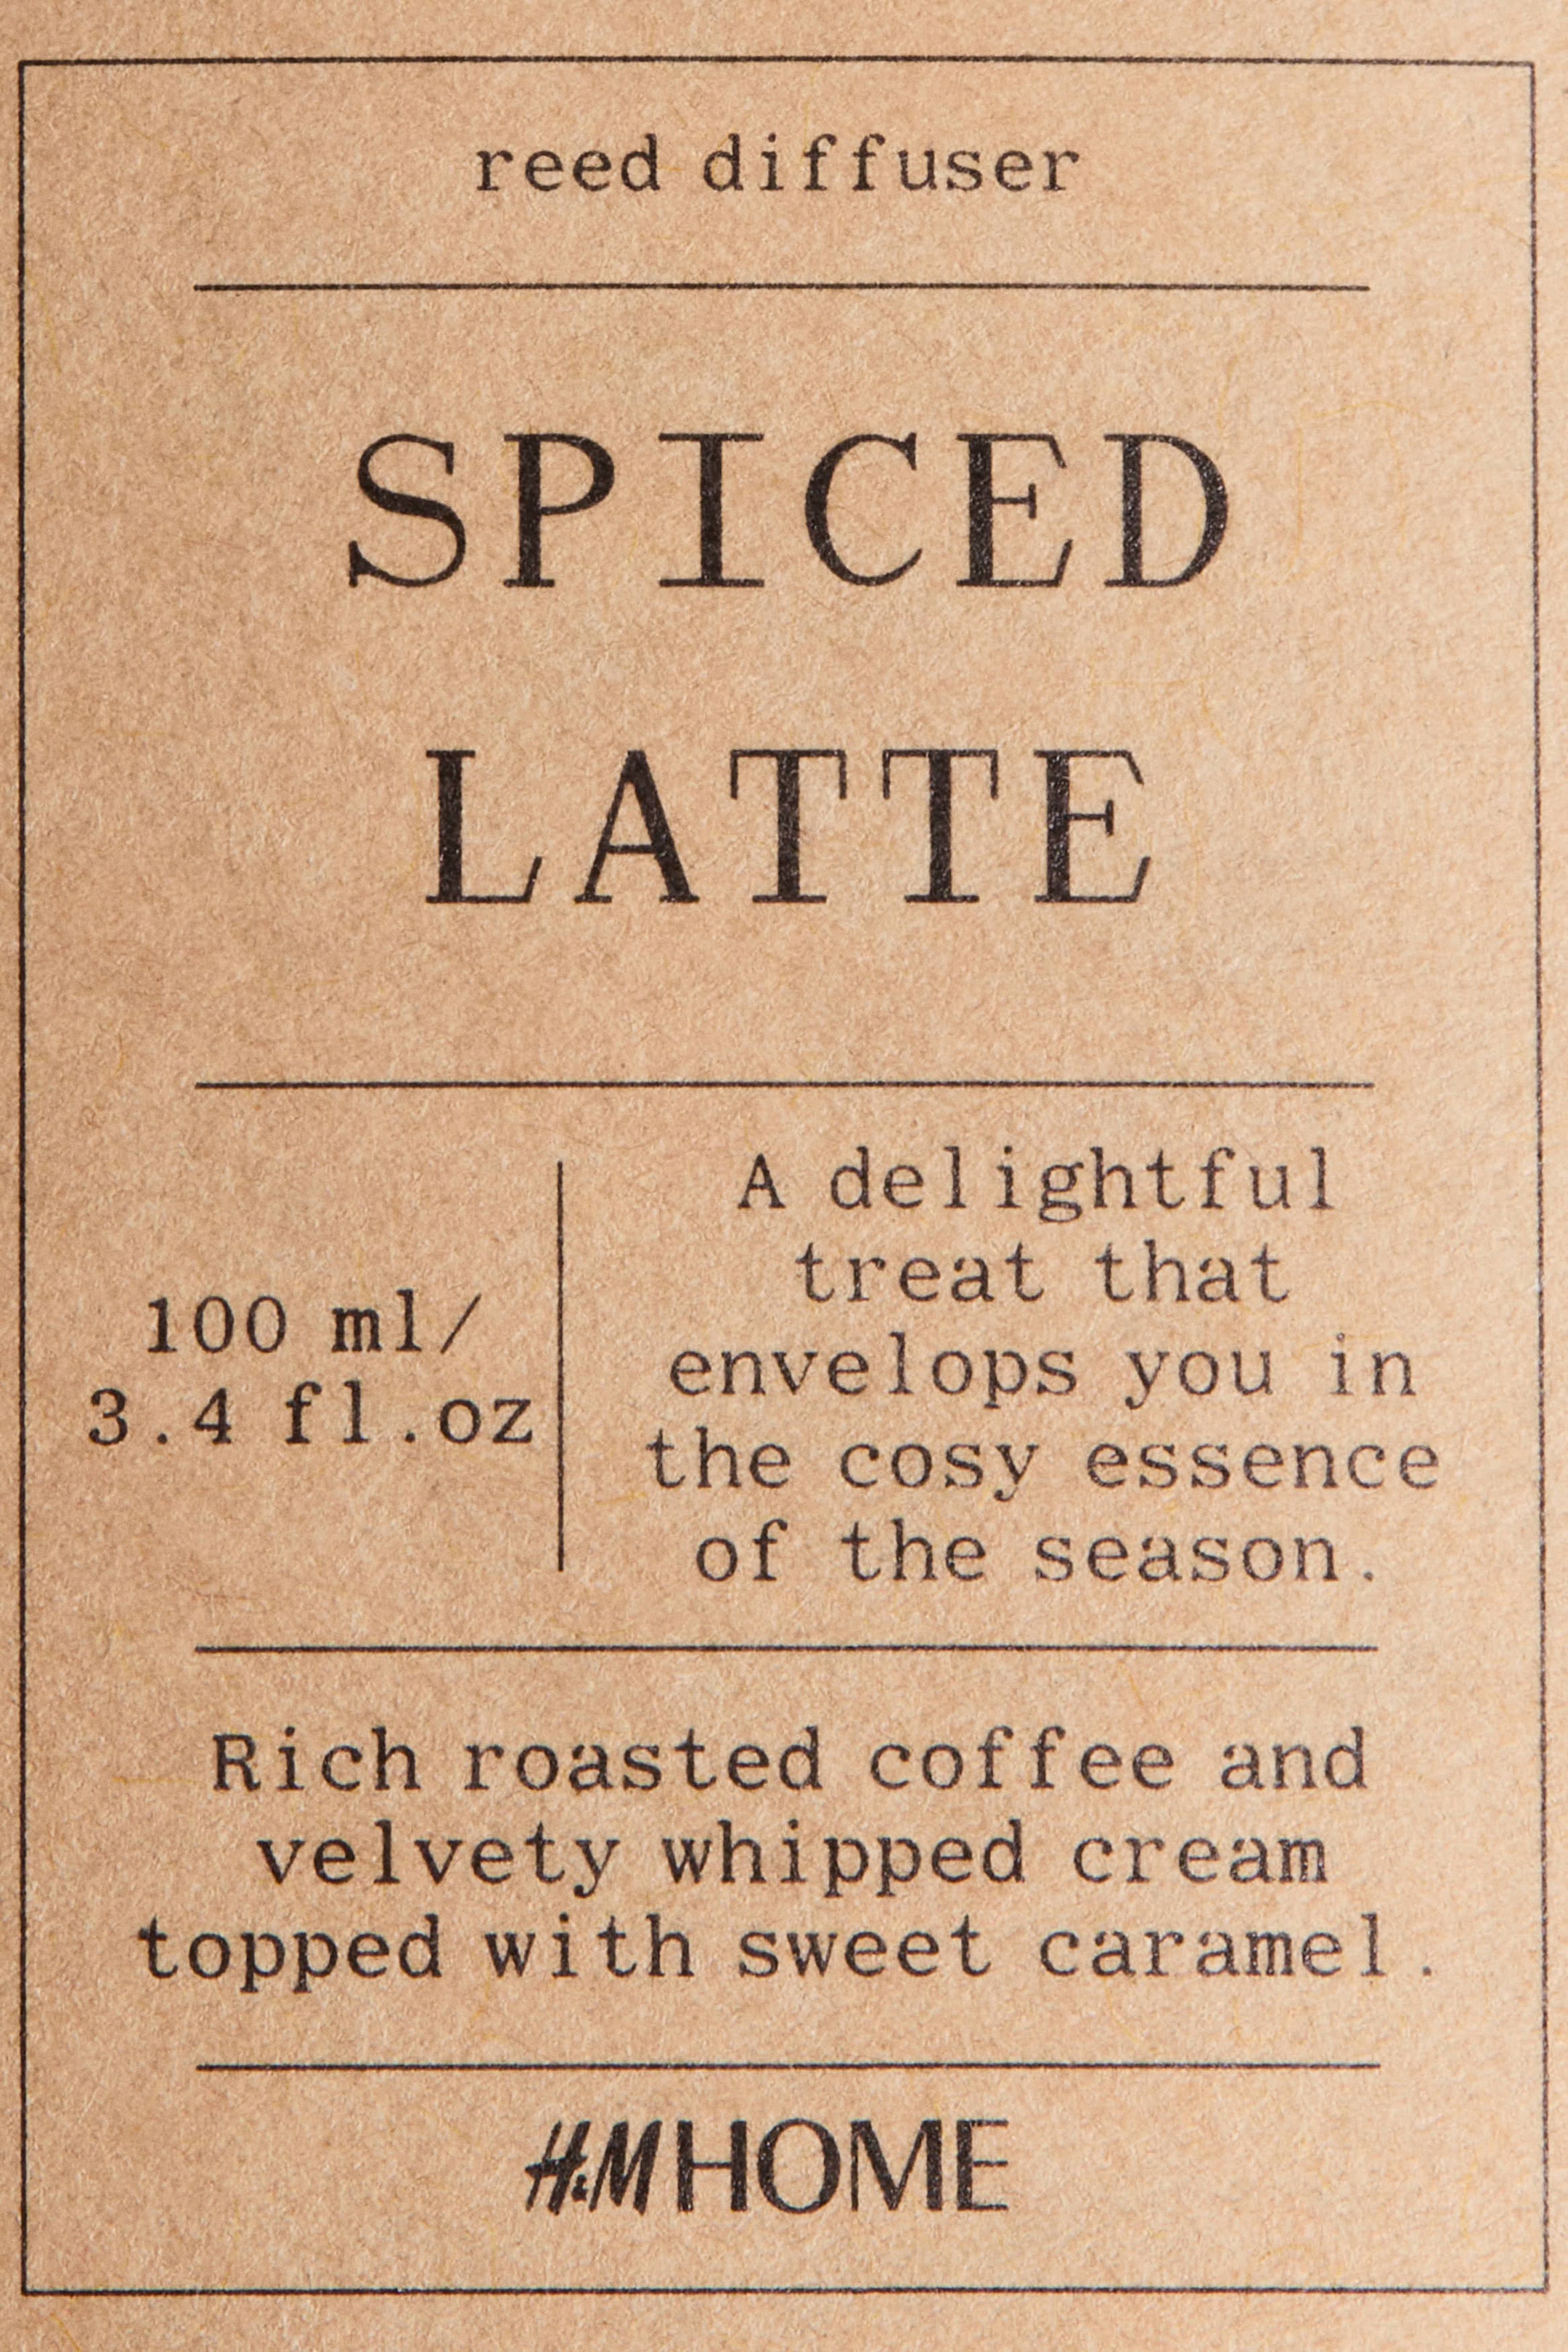 reed diffuser
SPICED
LATTE
100 ml/
3.4 fl.oz
A delightful
treat that
envelops you in
the cosy essence
of the season.
Rich roasted coffee and
velvety whipped cream
topped with sweet caramel.
H&M HOME